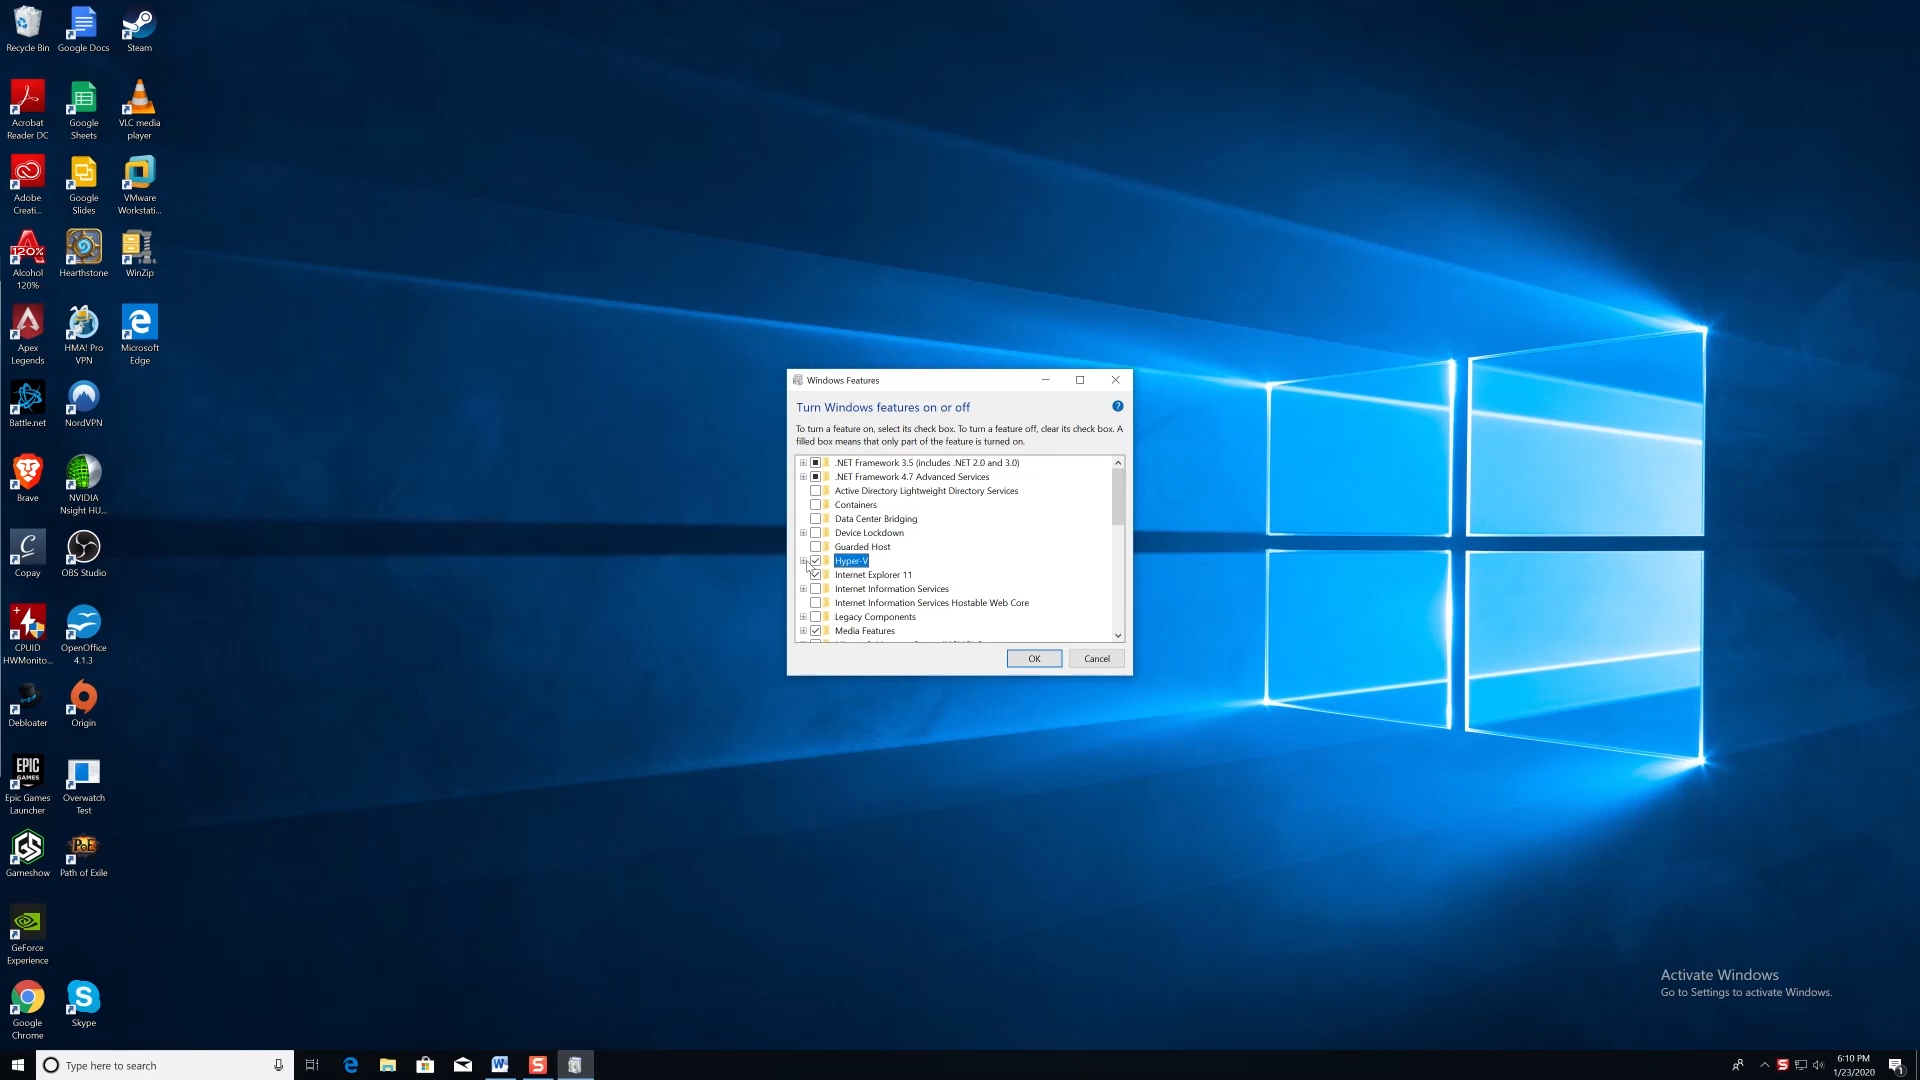 Recycle Bin
Google Docs
Steam
Acrobat
Reader DC
Google
Sheets
VLC media
player
Adobe
Creati...
Google
Slides
VMware
Workstati...
120%
Alcohol
120%
Hearthstone
WinZip
Apex
Legends
HMA! Pro
VPN
Microsoft
Edge
Battle.net
NordVPN
Brave
NVIDIA
Nsight HU...
Copay
OBS Studio
CPUID
HWMonito...
OpenOffice
4.1.3
Debloater
Origin
EPIC
GAMES
Epic Games
Launcher
Overwatch
Test
Gameshow
Path of Exile
GeForce
Experience
Google
Chrome
Skype
Windows Features
Turn Windows features on or off
To turn a feature on, select its check box. To turn a feature off, clear its check box. A
filled box means that only part of the feature is turned on.
.NET Framework 3.5 (includes .NET 2.0 and 3.0)
.NET Framework 4.7 Advanced Services
Active Directory Lightweight Directory Services
Containers
Data Center Bridging
Device Lockdown
Guarded Host
Hyper-V
Internet Explorer 11
Internet Information Services
Internet Information Services Hostable Web Core
Legacy Components
Media Features
OK
Cancel
Activate Windows
Go to Settings to activate Windows.
Type here to search
6:10 PM
1/23/2020